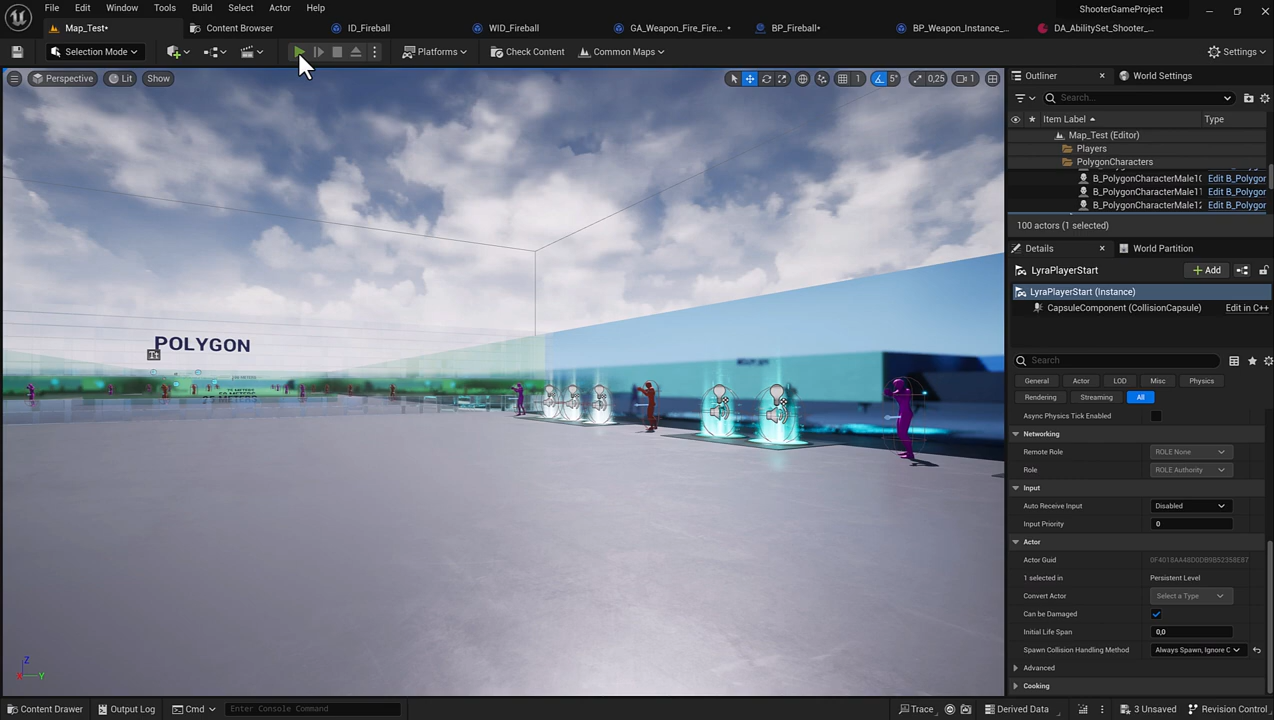 File Edit Window Tools Build Select Actor Help
ShooterGameProject
Map_Test•
Content Browser
ID_Fireball
WID_Fireball
GA_Weapon_Fire_Fire... •
BP_Fireball•
BP_Weapon_Instance_...
DA_AbilitySet_Shooter_...
Selection Mode
Platforms
Check Content
Common Maps
Settings
Perspective
Lit
Show
1
5°
0,25
1
POLYGON
Outliner
World Settings
Search...
Item Label
Type
Map_Test (Editor)
Players
PolygonCharacters
B_PolygonCharacterMale10 Edit B_Polygor
B_PolygonCharacterMale11 Edit B_Polygor
B_PolygonCharacterMale12 Edit B_Polygor
100 actors (1 selected)
Details
World Partition
LyraPlayerStart
Add
LyraPlayerStart (Instance)
CapsuleComponent (CollisionCapsule)
Edit in C++
Search
General Actor LOD Misc Physics
Rendering Streaming All
Async Physics Tick Enabled
Networking
Remote Role ROLE None
Role ROLE Authority
Input
Auto Receive Input Disabled
Input Priority 0
Actor
Actor Guid
1 selected in Persistent Level
Convert Actor Select a Type
Can be Damaged
Initial Life Span 0,0
Spawn Collision Handling Method Always Spawn, Ignore C
Advanced
Cooking
Content Drawer
Output Log
Cmd
Enter Console Command
Trace
Derived Data
3 Unsaved
Revision Control